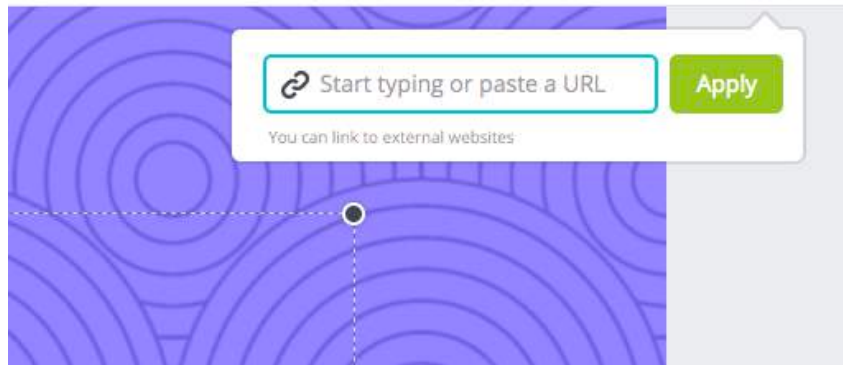 Start typing or paste a URL
Apply
You can link to external websites